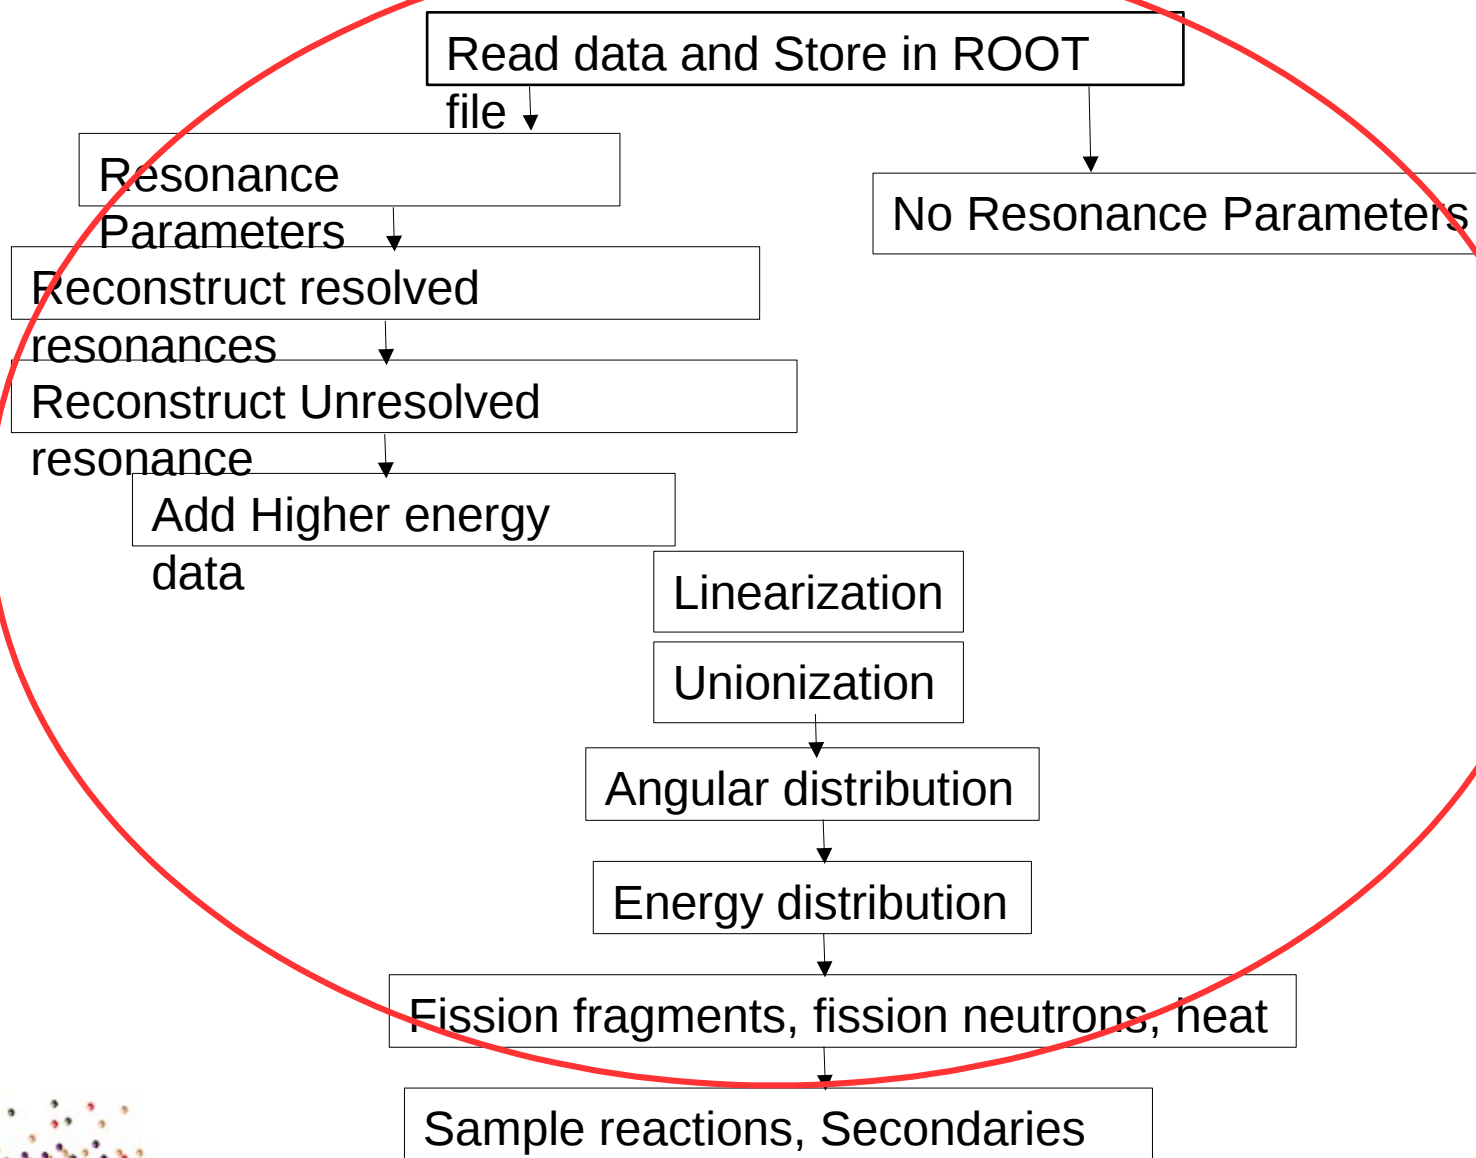 Read data and Store in ROOT
file
Resonance
Parameters
No Resonance Parameters
Reconstruct resolved
resonances
Reconstruct Unresolved
resonance
Add Higher energy
data
Linearization
Unionization
Angular distribution
Energy distribution
Fission fragments, fission neutrons, heat
Sample reactions, Secondaries